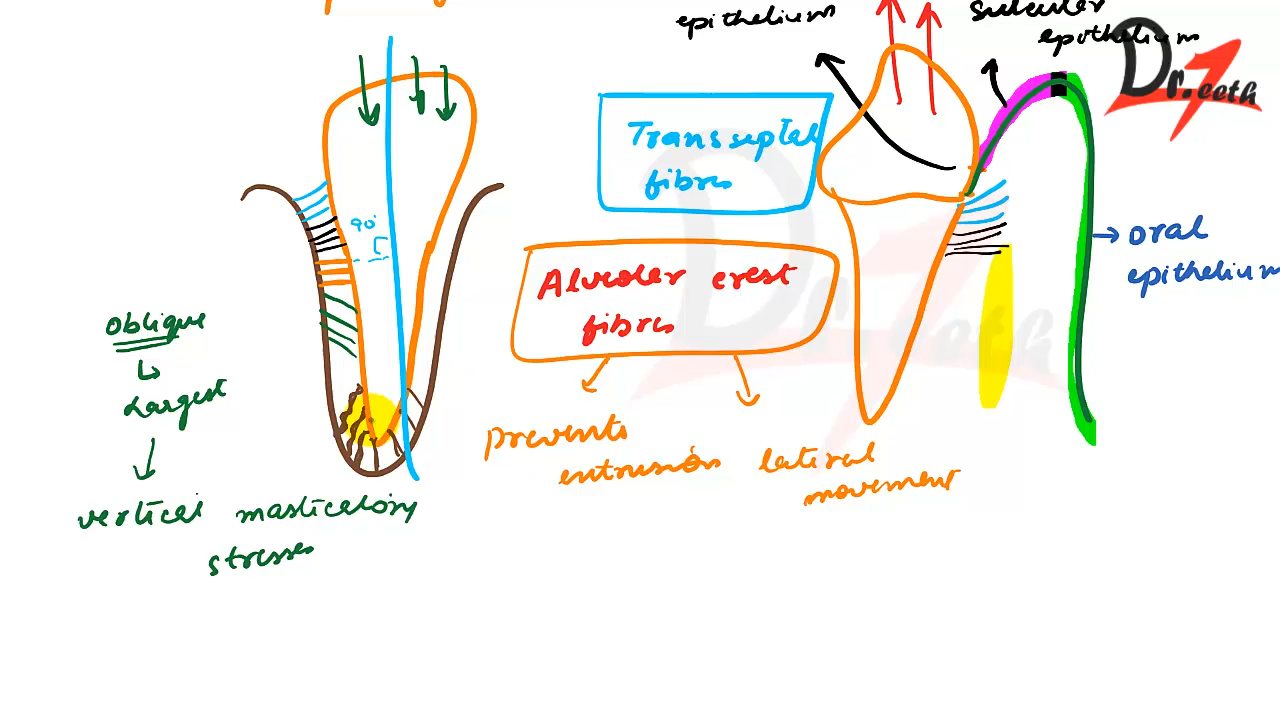 epithelium
sulcular
epithelium
Dr.
ceeth
Transseptal
fibres
90°
oral
epithelium
Alveolar crest
fibres
oblique
Largest
prevents
extrusion
lateral
movement
vertical masticatory
stresses